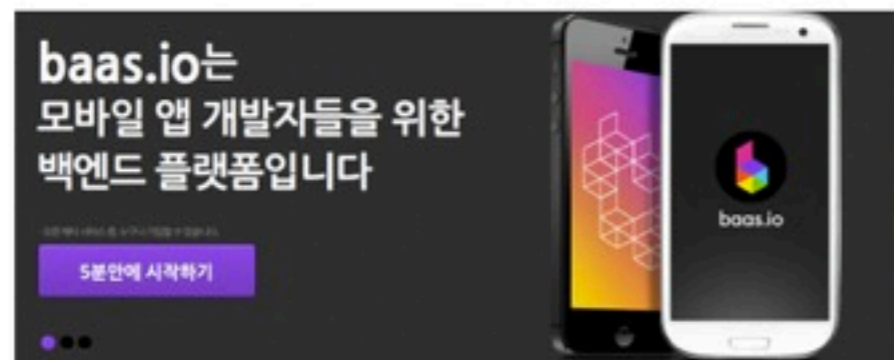 baas.io는
모바일 앱 개발자들을 위한
백엔드 플랫폼입니다
5분안에 시작하기
baas.io